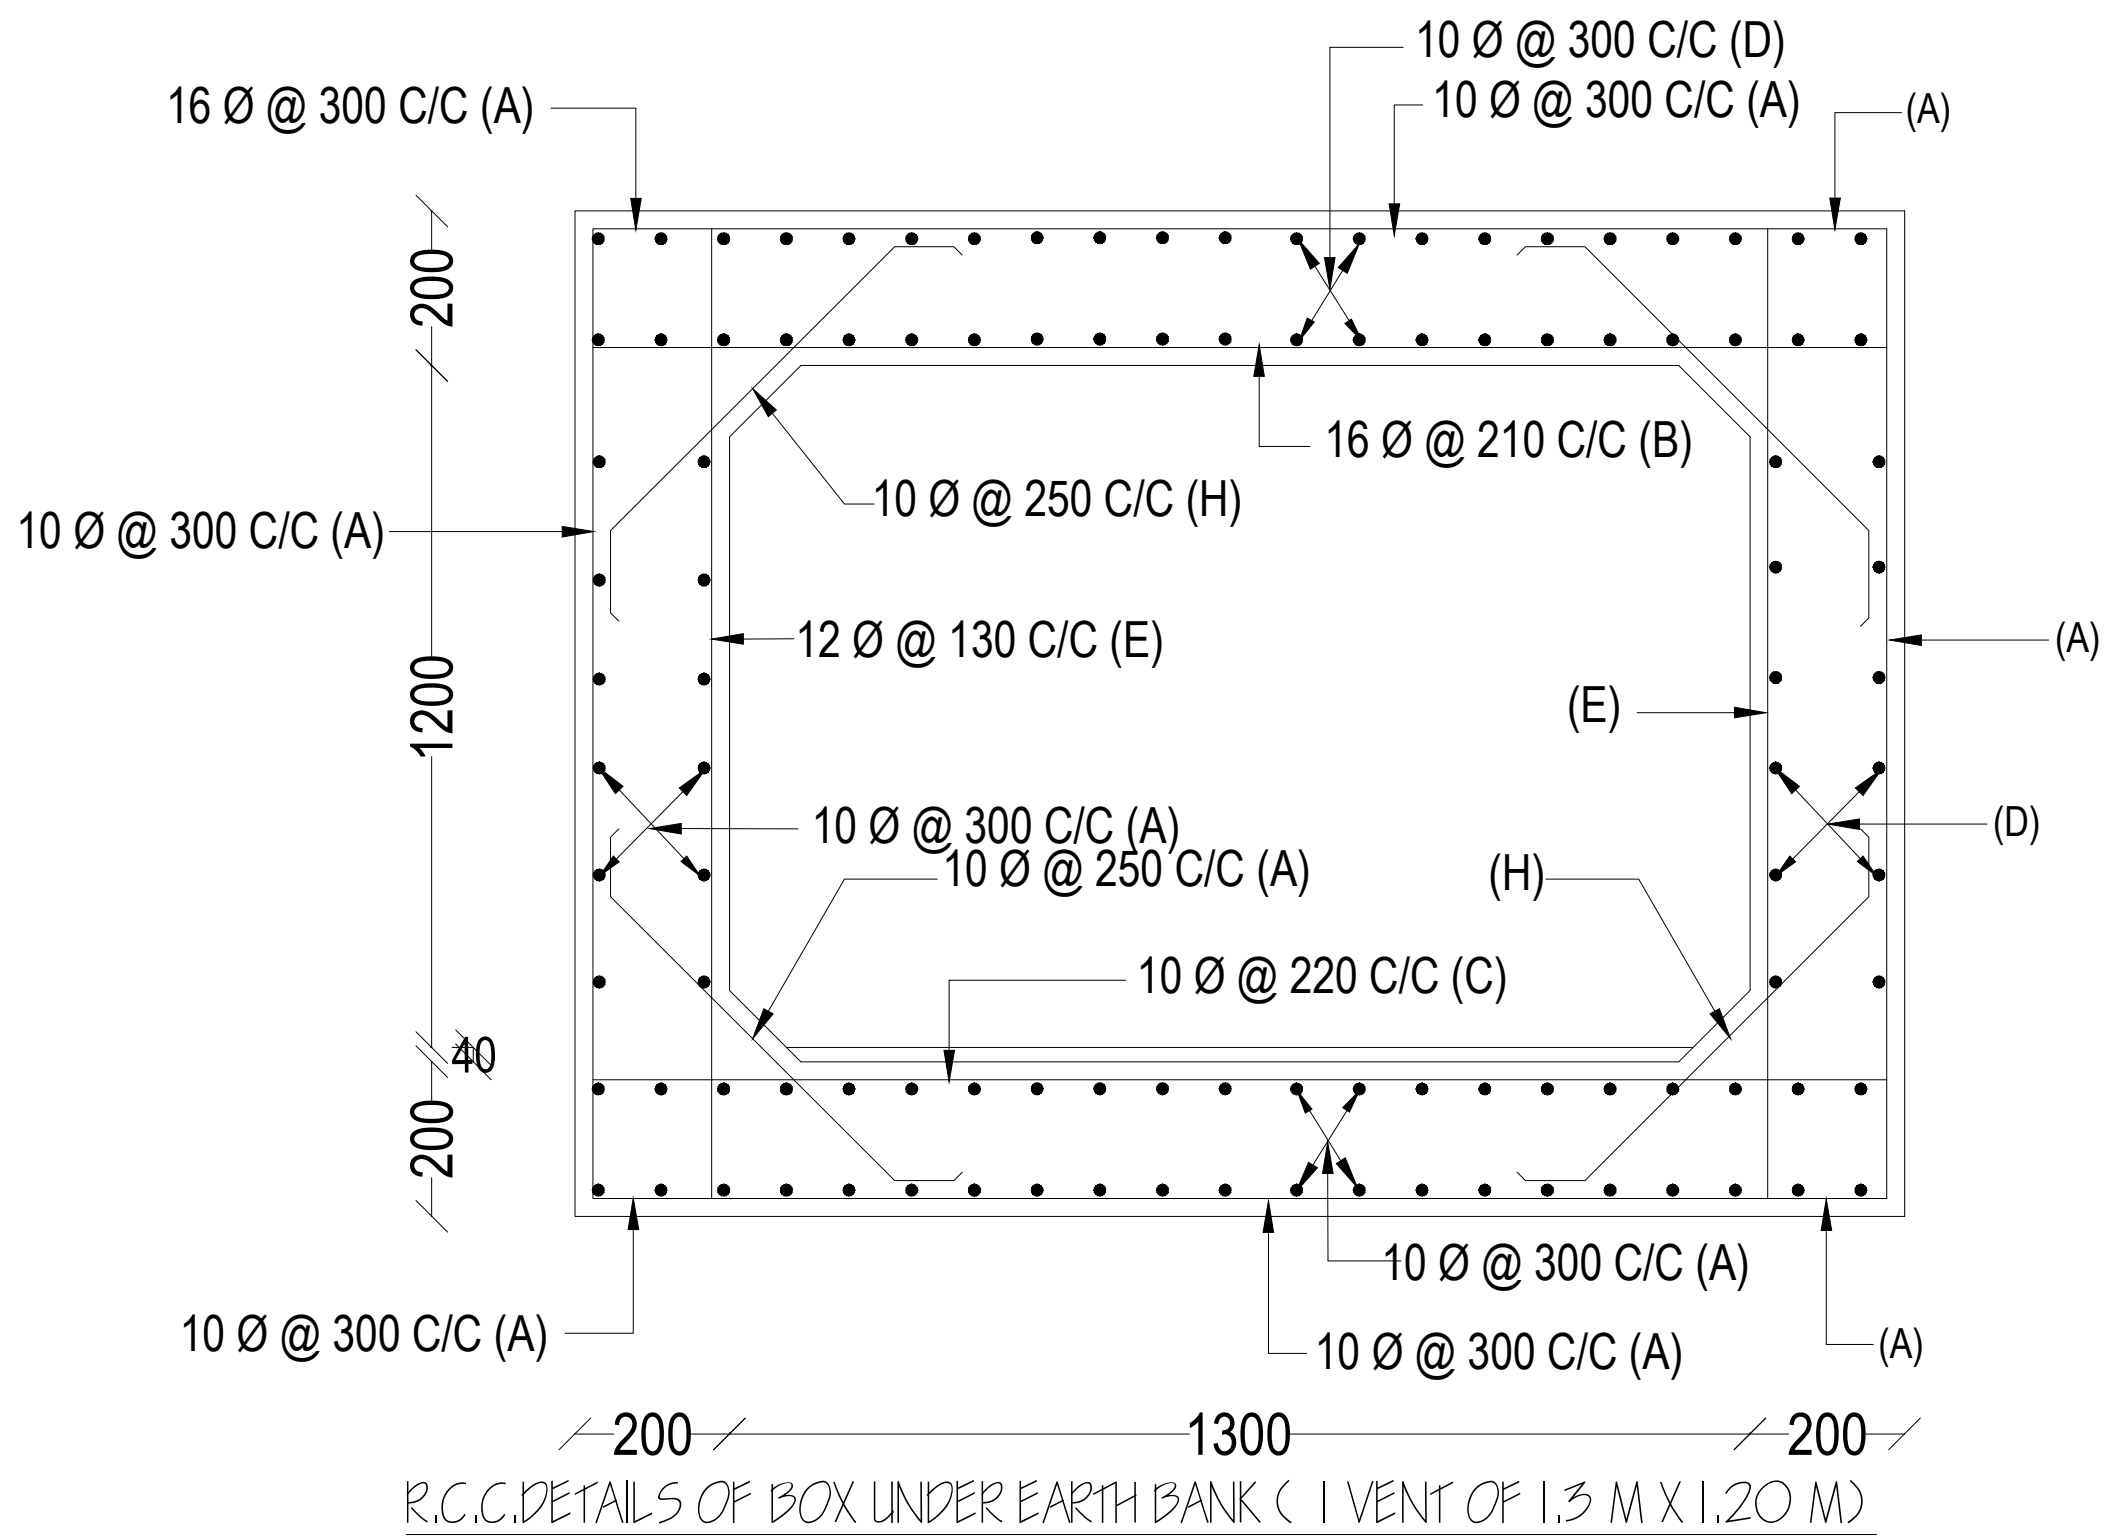 10 Ø @ 300 C/C (D)
16 Ø @ 300 C/C (A)
10 Ø @ 300 C/C (A)
(A)
200
16 Ø @ 210 C/C (B)
10 Ø @ 250 C/C (H)
10 Ø @ 300 C/C (A)
12 Ø @ 130 C/C (E)
(A)
1200
(E)
10 Ø @ 300 C/C (A)
(D)
10 Ø @ 250 C/C (A)
(H)
10 Ø @ 220 C/C (C)
40
200
10 Ø @ 300 C/C (A)
10 Ø @ 300 C/C (A)
10 Ø @ 300 C/C (A)
(A)
200
1300
200
R.C.C.DETAILS OF BOX UNDER EARTH BANK ( 1 VENT OF 1.3 M X 1.20 M)